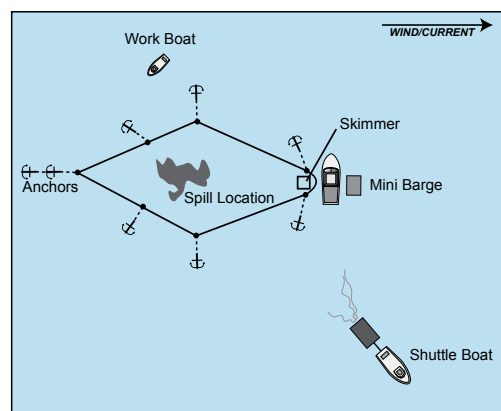 WIND/CURRENT
Work Boat
Skimmer
Anchors
Mini Barge
Spill Location
Shuttle Boat